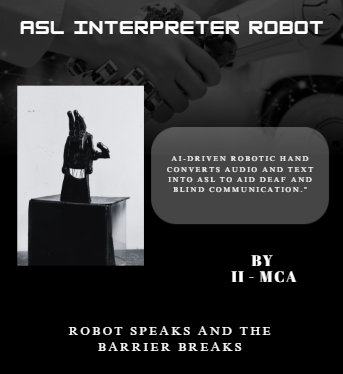 ASL INTERPRETER ROBOT
AI-DRIVEN ROBOTIC HAND
CONVERTS AUDIO AND TEXT
INTO ASL TO AID DEAF AND
BLIND COMMUNICATION."
BY
II - MCA
ROBOT SPEAKS AND THE
BARRIER BREAKS